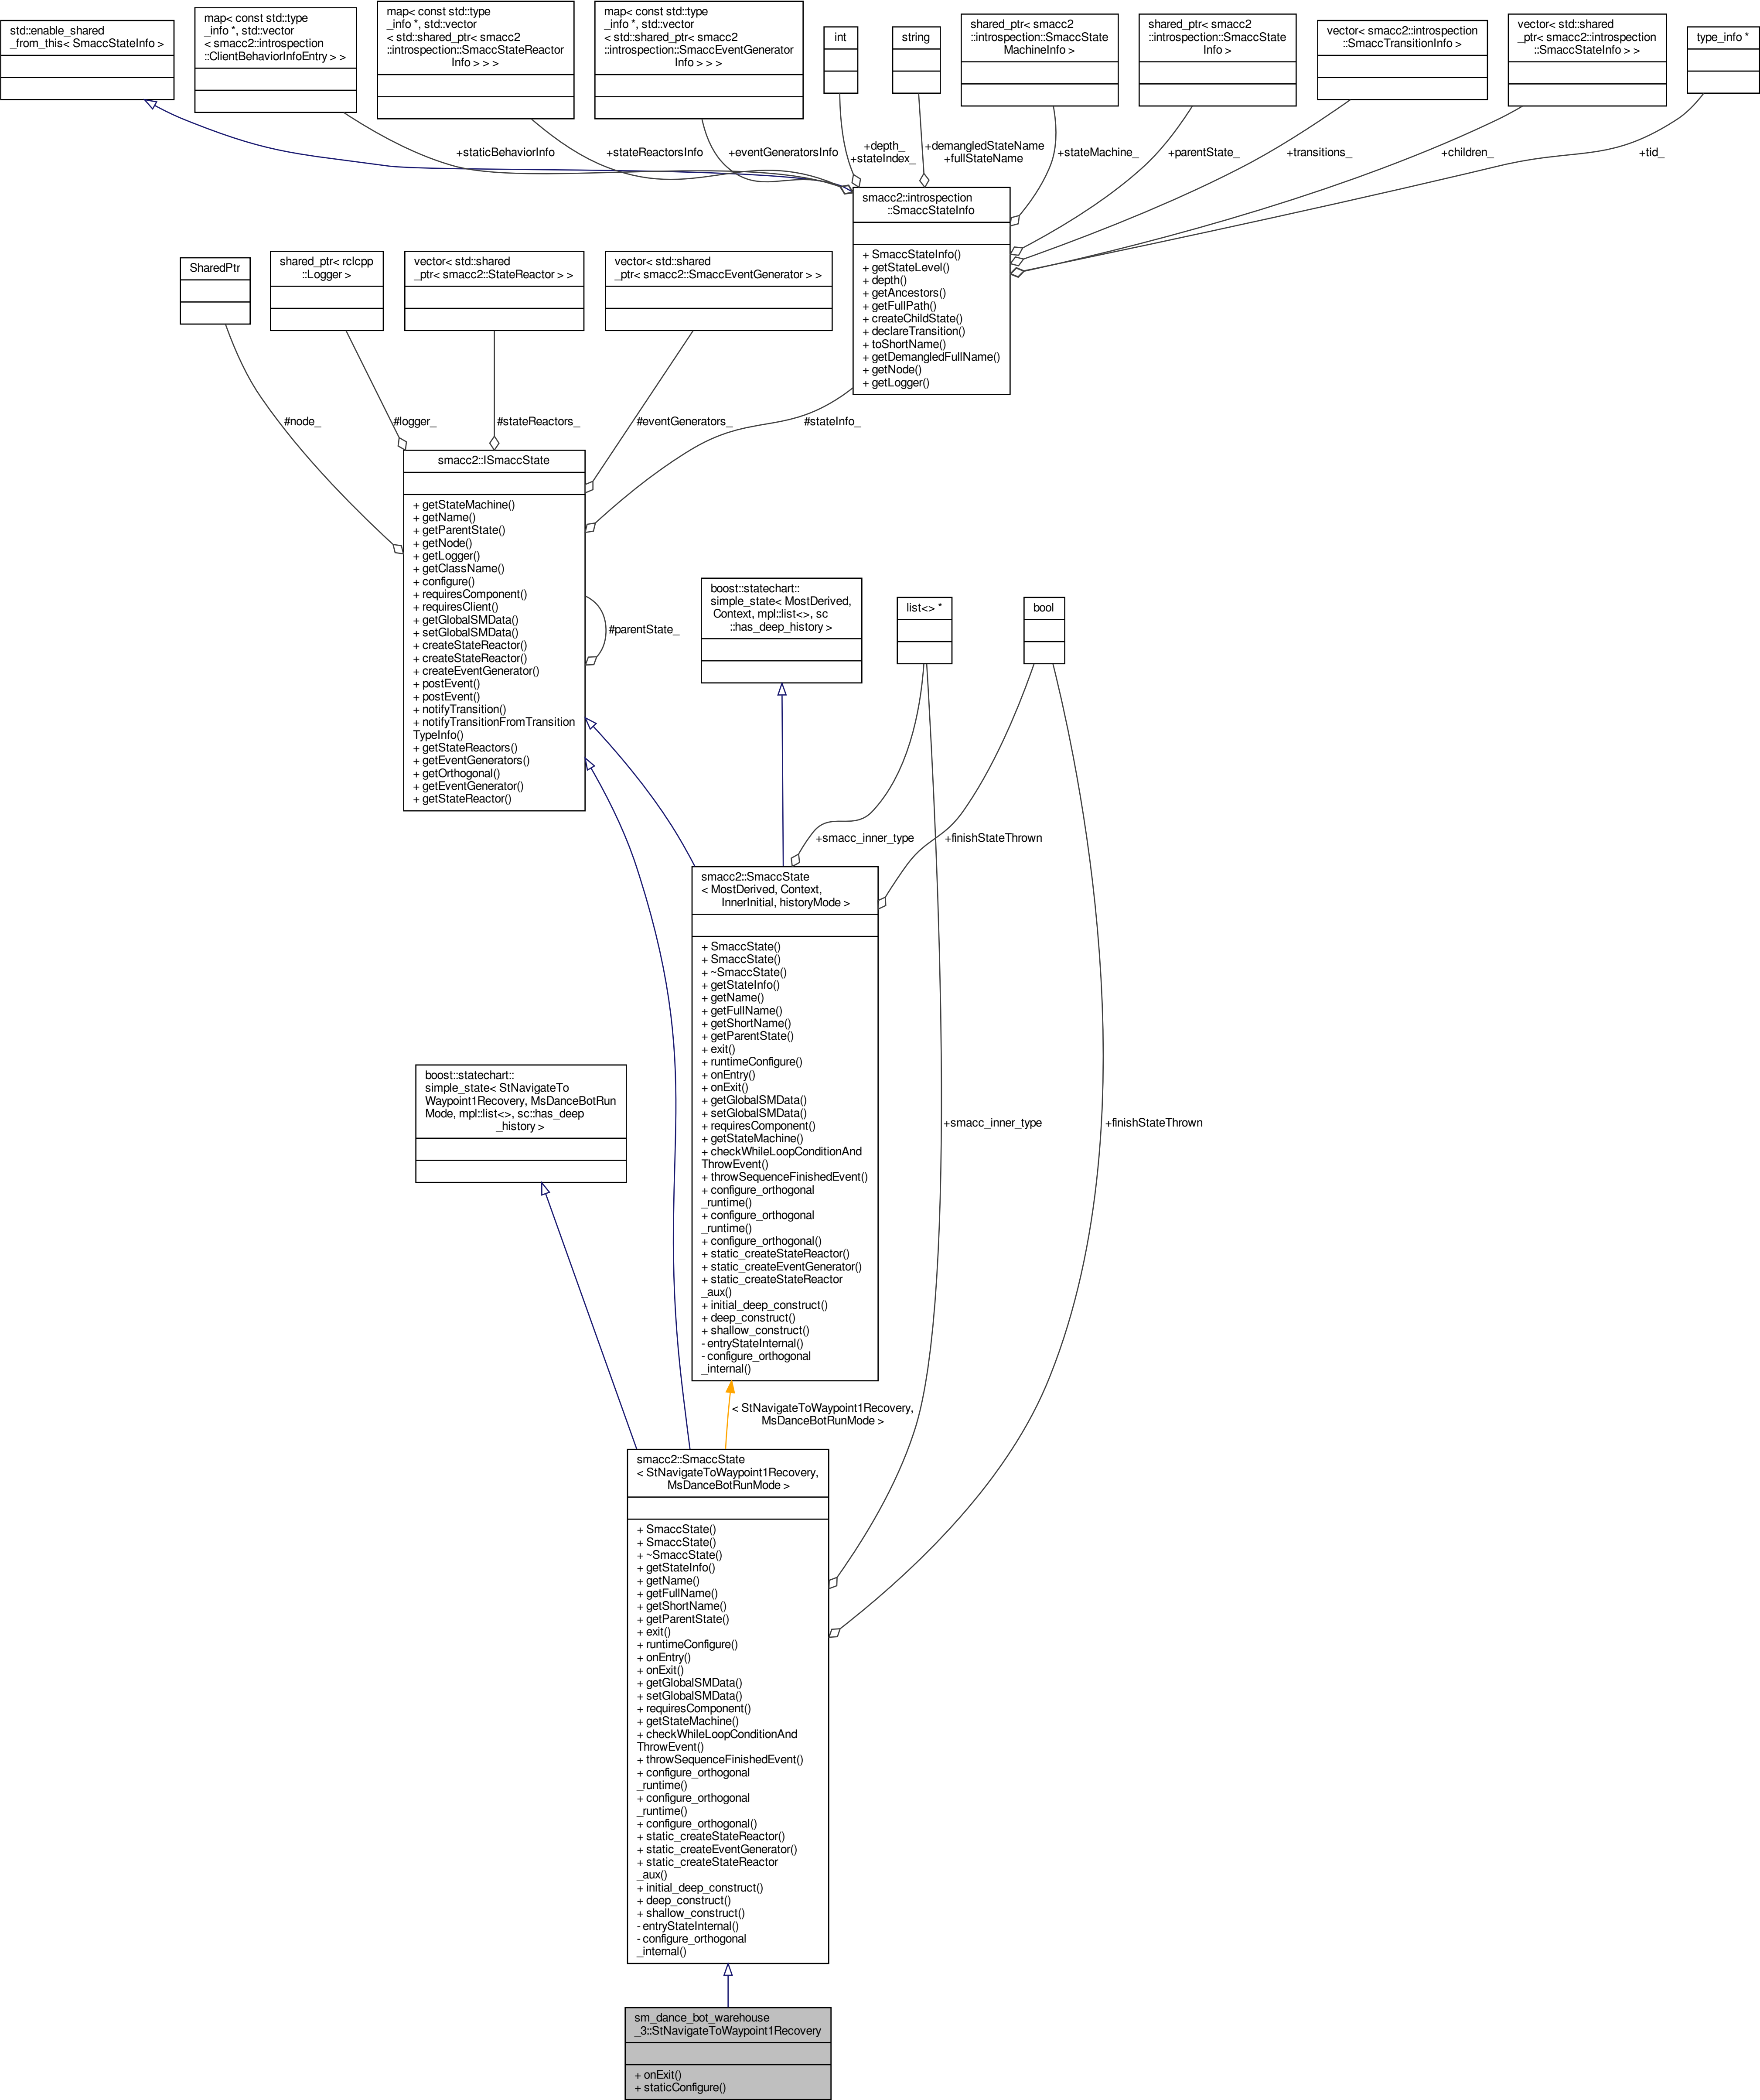 std::enable_shared
_from_this< SmaccStateInfo >
map< const std::type
_info *, std::vector
< smacc2::introspection
::ClientBehaviorInfoEntry > >
map< const std::type
_info *, std::vector
< std::shared_ptr< smacc2
::introspection::SmaccStateReactor
Info > > >
map< const std::type
_info *, std::vector
< std::shared_ptr< smacc2
::introspection::SmaccEventGenerator
Info > > >
int
string
shared_ptr< smacc2
::introspection::SmaccState
MachineInfo >
shared_ptr< smacc2
::introspection::SmaccState
Info >
vector< smacc2::introspection
::SmaccTransitionInfo >
vector< std::shared
_ptr< smacc2::introspection
::SmaccStateInfo > >
type_info *
+staticBehaviorInfo
+stateReactorsInfo
+eventGeneratorsInfo
+depth_
+stateIndex_
+demangledStateName
+fullStateName
+stateMachine_
+parentState_
+transitions_
+children_
+tid_
smacc2::introspection
::SmaccStateInfo
+ SmaccStateInfo()
+ getStateLevel()
+ depth()
+ getAncestors()
+ getFullPath()
+ createChildState()
+ declareTransition()
+ toShortName()
+ getDemangledFullName()
+ getNode()
+ getLogger()
SharedPtr
shared_ptr< rclcpp
::Logger >
vector< std::shared
_ptr< smacc2::StateReactor > >
vector< std::shared
_ptr< smacc2::SmaccEventGenerator > >
#node_
#logger_
#stateReactors_
#eventGenerators_
#stateInfo_
smacc2::ISmaccState
+ getStateMachine()
+ getName()
+ getParentState()
+ getNode()
+ getLogger()
+ getClassName()
+ configure()
+ requiresComponent()
+ requiresClient()
+ getGlobalSMData()
+ setGlobalSMData()
+ createStateReactor()
+ createStateReactor()
+ createEventGenerator()
+ postEvent()
+ postEvent()
+ notifyTransition()
+ notifyTransitionFromTransition
TypeInfo()
+ getStateReactors()
+ getEventGenerators()
+ getOrthogonal()
+ getEventGenerator()
+ getStateReactor()
#parentState_
boost::statechart::
simple_state< MostDerived,
Context, mpl::list<>, sc
::has_deep_history >
list<> *
bool
+smacc_inner_type
+finishStateThrown
smacc2::SmaccState
< MostDerived, Context,
InnerInitial, historyMode >
+ SmaccState()
+ SmaccState()
+ ~SmaccState()
+ getStateInfo()
+ getName()
+ getFullName()
+ getShortName()
+ getParentState()
+ exit()
+ runtimeConfigure()
+ onEntry()
+ onExit()
+ getGlobalSMData()
+ setGlobalSMData()
+ requiresComponent()
+ getStateMachine()
+ checkWhileLoopConditionAnd
ThrowEvent()
+ throwSequenceFinishedEvent()
+ configure_orthogonal
_runtime()
+ configure_orthogonal
_runtime()
+ configure_orthogonal()
+ static_createStateReactor()
+ static_createEventGenerator()
+ static_createStateReactor
_aux()
+ initial_deep_construct()
+ deep_construct()
+ shallow_construct()
- entryStateInternal()
- configure_orthogonal
_internal()
boost::statechart::
simple_state< StNavigateTo
Waypoint1Recovery, MsDanceBotRun
Mode, mpl::list<>, sc::has_deep
_history >
+smacc_inner_type
+finishStateThrown
< StNavigateToWaypoint1Recovery,
MsDanceBotRunMode >
smacc2::SmaccState
< StNavigateToWaypoint1Recovery,
MsDanceBotRunMode >
+ SmaccState()
+ SmaccState()
+ ~SmaccState()
+ getStateInfo()
+ getName()
+ getFullName()
+ getShortName()
+ getParentState()
+ exit()
+ runtimeConfigure()
+ onEntry()
+ onExit()
+ getGlobalSMData()
+ setGlobalSMData()
+ requiresComponent()
+ getStateMachine()
+ checkWhileLoopConditionAnd
ThrowEvent()
+ throwSequenceFinishedEvent()
+ configure_orthogonal
_runtime()
+ configure_orthogonal
_runtime()
+ configure_orthogonal()
+ static_createStateReactor()
+ static_createEventGenerator()
+ static_createStateReactor
_aux()
+ initial_deep_construct()
+ deep_construct()
+ shallow_construct()
- entryStateInternal()
- configure_orthogonal
_internal()
sm_dance_bot_warehouse
_3::StNavigateToWaypoint1Recovery
+ onExit()
+ staticConfigure()